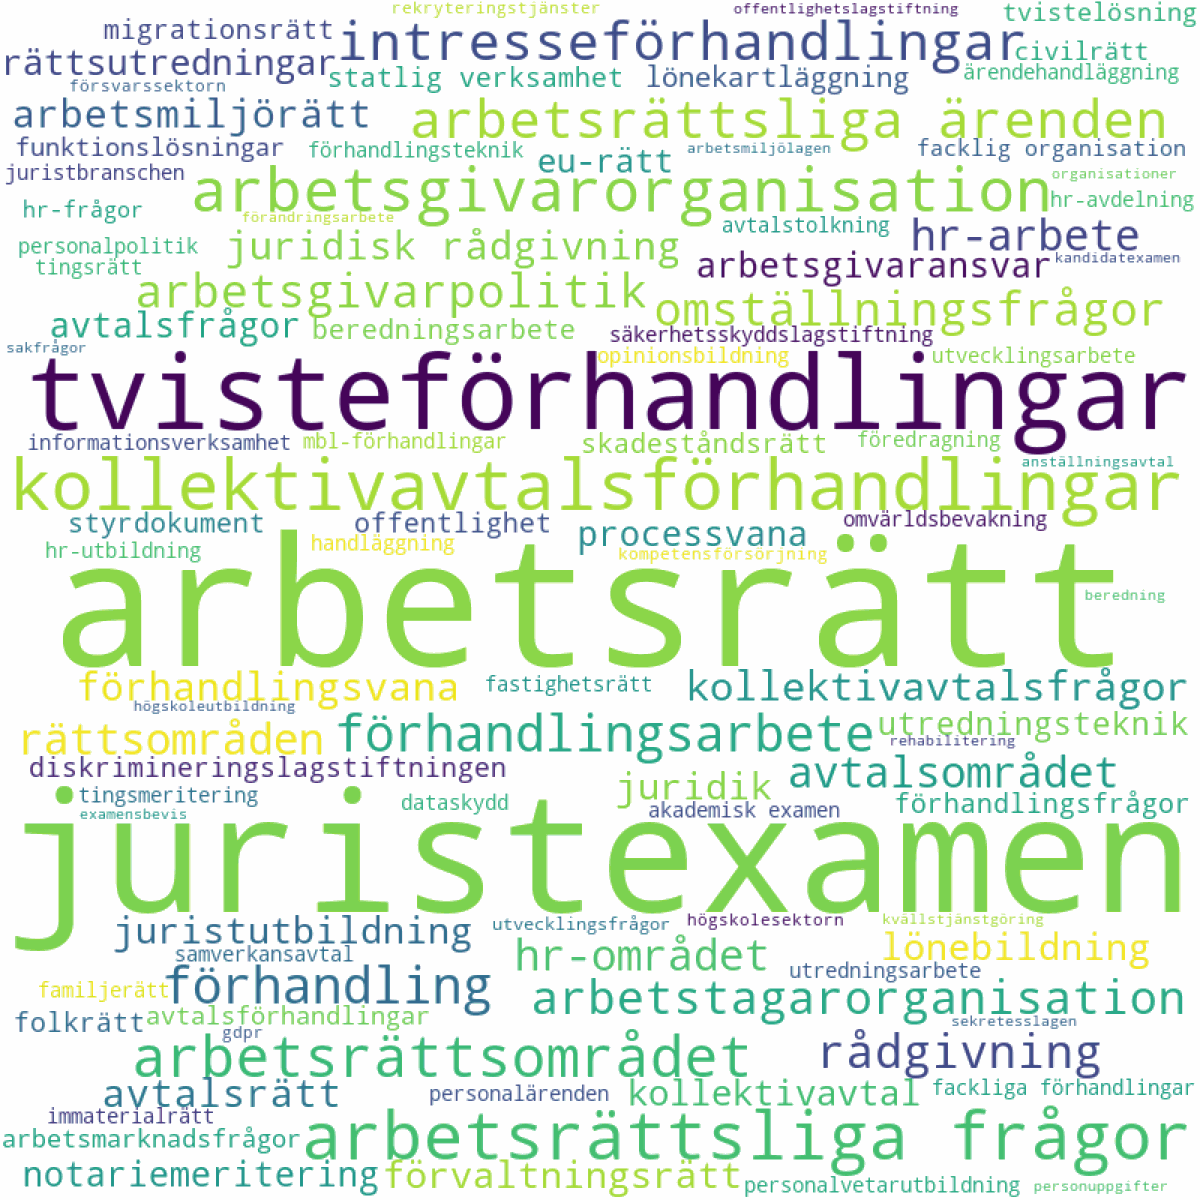 rekryteringstjänster
offentlighetslagstiftning
tvistelösning
migrationsrätt
intresseförhandlingar
civilrätt
rättsutredningar
statlig verksamhet
lönekartläggning
ärendehandläggning
försvarssektorn
arbetsmiljörätt
arbetsrättsliga ärenden
funktionslösningar
förhandlingsteknik
eu-rätt
arbetsmiljölagen
facklig organisation
juristbranschen
arbetsgivarorganisation
organisationer
hr-avdelning
hr-frågor
förändringsarbete
avtalstolkning
hr-arbete
personalpolitik
juridisk rådgivning
arbetsgivaransvar
kandidatexamen
tingsrätt
arbetsgivarpolitik
omställningsfrågor
avtalsfrågor
beredningsarbete
säkerhetsskyddslagstiftning
sakfrågor
opinionsbildning
utvecklingsarbete
tvisteförhandlingar
informationsverksamhet
mbl-förhandlingar
skadeståndsrätt
föredragning
anställningsavtal
kollektivavtalsförhandlingar
styrdokument
offentlighet
processvana
omvärldsbevakning
hr-utbildning
handläggning
kompetensförsörjning
arbetsrätt
beredning
förhandlingsvana
fastighetsrätt
kollektivavtalsfrågor
högskoleutbildning
rättsområden
förhandlingsarbete
utredningsteknik
rehabilitering
diskrimineringslagstiftningen
juridik
avtalsområdet
tingsmeritering
dataskydd
akademisk examen
förhandlingsfrågor
examensbevis
juristexamen
juristutbildning
utvecklingsfrågor
högskolesektorn
kvällstjänstgöring
samverkansavtal
hr-området
lönebildning
familjerätt
förhandling
utredningsarbete
arbetstagarorganisation
folkrätt
avtalsförhandlingar
gdpr
sekretesslagen
arbetsrättsområdet
rådgivning
avtalsrätt
personalärenden
kollektivavtal
fackliga förhandlingar
immaterialrätt
arbetsmarknadsfrågor
arbetsrättsliga frågor
notariemeritering
förvaltningsrätt
personalvetarutbildning
personuppgifter